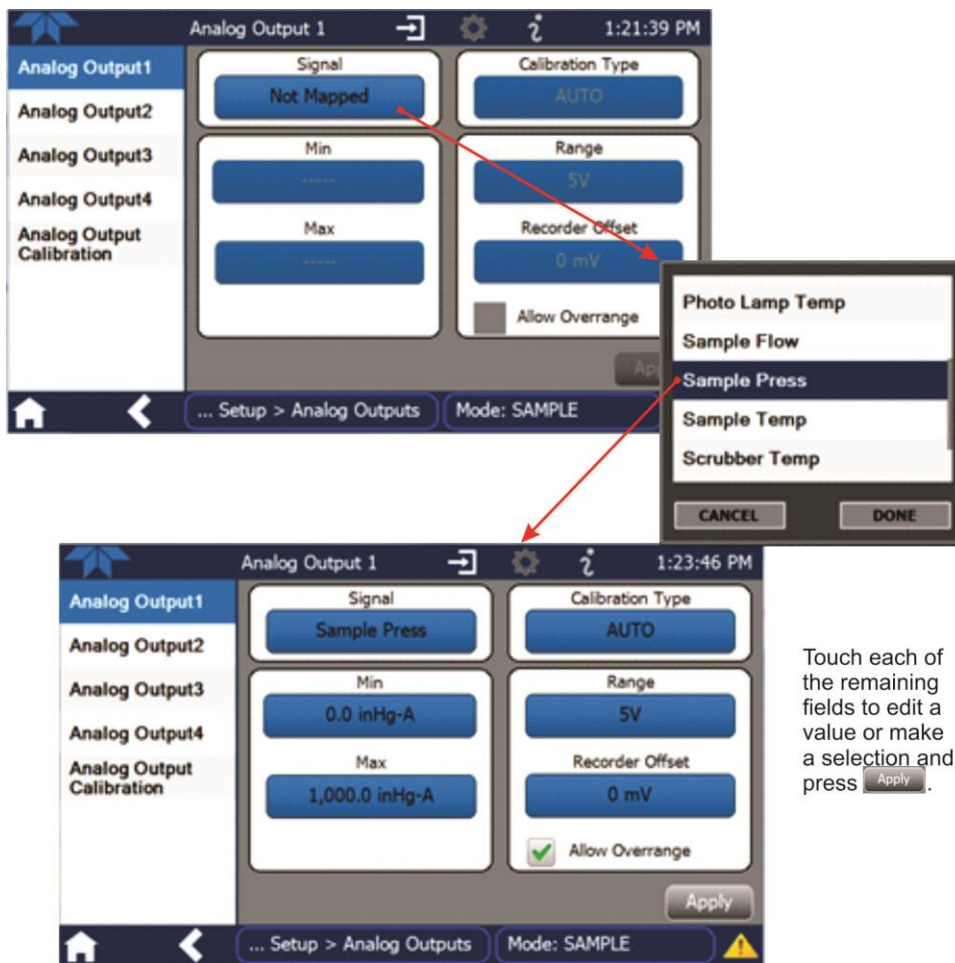 Analog Output 1 1:21:39 PM
Analog Output1
Analog Output2
Analog Output3
Analog Output4
Analog Output
Calibration
Signal
Not Mapped
Calibration Type
AUTO
Min
-----
Max
-----
Range
5V
Recorder Offset
0 mV
Allow Overrange
... Setup > Analog Outputs
Mode: SAMPLE
Photo Lamp Temp
Sample Flow
Sample Press
Sample Temp
Scrubber Temp
CANCEL DONE
Analog Output 1 1:23:46 PM
Analog Output1
Analog Output2
Analog Output3
Analog Output4
Analog Output
Calibration
Signal
Sample Press
Calibration Type
AUTO
Min
0.0 inHg-A
Max
1,000.0 inHg-A
Range
5V
Recorder Offset
0 mV
Allow Overrange
Apply
... Setup > Analog Outputs
Mode: SAMPLE
Touch each of
the remaining
fields to edit a
value or make
a selection and
press Apply .